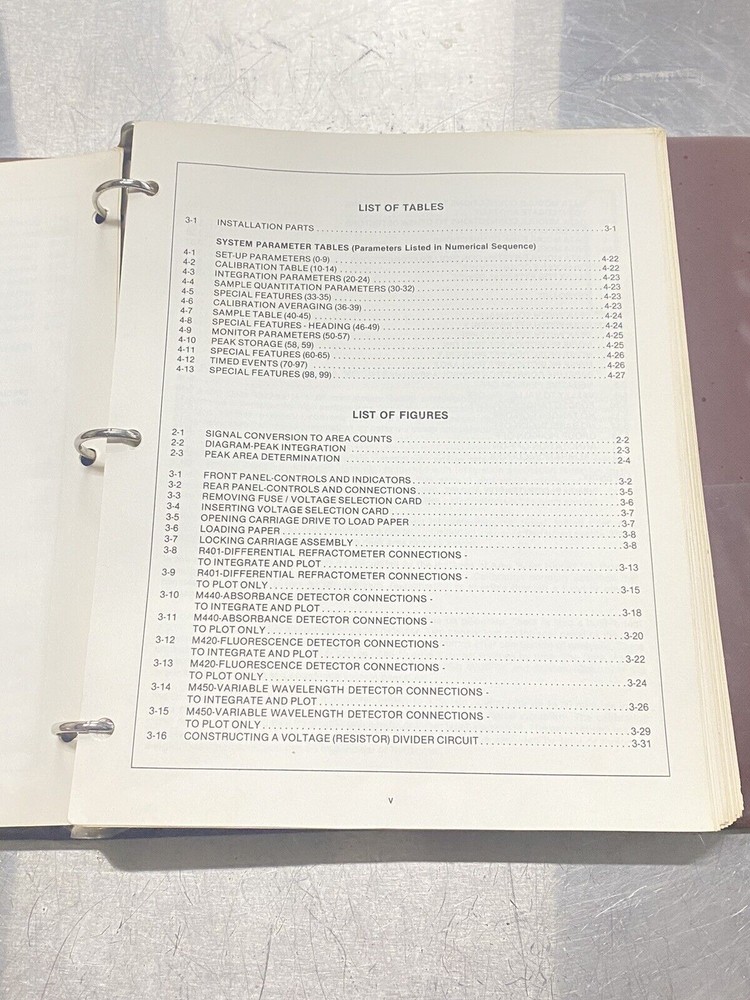 LIST OF TABLES
3-1 INSTALLATION PARTS ........ 3-1
SYSTEM PARAMETER TABLES (Parameters Listed in Numerical Sequence)
4-1 SET-UP PARAMETERS (0-9) ........ 4-22
4-2 CALIBRATION TABLE (10-14) ........ 4-22
4-3 INTEGRATION PARAMETERS (20-24) ........ 4-23
4-4 SAMPLE QUANTITATION PARAMETERS (30-32) ........ 4-23
4-5 SPECIAL FEATURES (33-35) ........ 4-23
4-6 CALIBRATION AVERAGING (36-39) ........ 4-23
4-7 SAMPLE TABLE (40-45) ........ 4-24
4-8 SPECIAL FEATURES - HEADING (46-49) ........ 4-24
4-9 MONITOR PARAMETERS (50-57) ........ 4-25
4-10 PEAK STORAGE (58, 59) ........ 4-25
4-11 SPECIAL FEATURES (60-65) ........ 4-26
4-12 TIMED EVENTS (70-97) ........ 4-26
4-13 SPECIAL FEATURES (98, 99) ........ 4-27
LIST OF FIGURES
2-1 SIGNAL CONVERSION TO AREA COUNTS ........ 2-2
2-2 DIAGRAM-PEAK INTEGRATION ........ 2-3
2-3 PEAK AREA DETERMINATION ........ 2-4
3-1 FRONT PANEL-CONTROLS AND INDICATORS ........ 3-2
3-2 REAR PANEL-CONTROLS AND CONNECTIONS ........ 3-5
3-3 REMOVING FUSE / VOLTAGE SELECTION CARD ........ 3-6
3-4 INSERTING VOLTAGE SELECTION CARD ........ 3-7
3-5 OPENING CARRIAGE DRIVE TO LOAD PAPER ........ 3-7
3-6 LOADING PAPER ........ 3-8
3-7 LOCKING CARRIAGE ASSEMBLY ........ 3-8
3-8 R401-DIFFERENTIAL REFRACTOMETER CONNECTIONS -
TO INTEGRATE AND PLOT ........ 3-13
3-9 R401-DIFFERENTIAL REFRACTOMETER CONNECTIONS -
TO PLOT ONLY ........ 3-15
3-10 M440-ABSORBANCE DETECTOR CONNECTIONS -
TO INTEGRATE AND PLOT ........ 3-18
3-11 M440-ABSORBANCE DETECTOR CONNECTIONS -
TO PLOT ONLY ........ 3-20
3-12 M420-FLUORESCENCE DETECTOR CONNECTIONS -
TO INTEGRATE AND PLOT ........ 3-22
3-13 M420-FLUORESCENCE DETECTOR CONNECTIONS -
TO PLOT ONLY ........ 3-24
3-14 M450-VARIABLE WAVELENGTH DETECTOR CONNECTIONS -
TO INTEGRATE AND PLOT ........ 3-26
3-15 M450-VARIABLE WAVELENGTH DETECTOR CONNECTIONS -
TO PLOT ONLY ........ 3-29
3-16 CONSTRUCTING A VOLTAGE (RESISTOR) DIVIDER CIRCUIT ........ 3-31
v